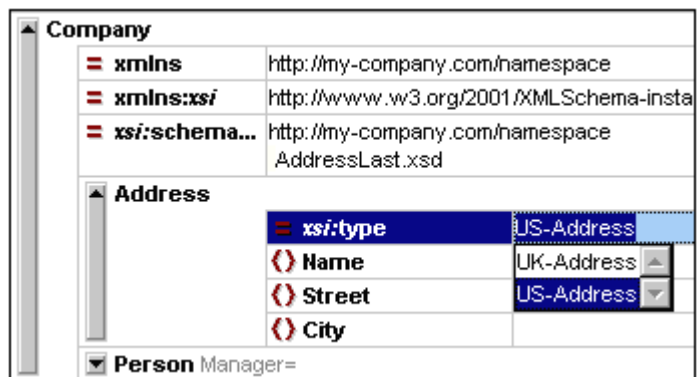 Company
= xmlns http://my-company.com/namespace
= xmlns:xsi http://www.w3.org/2001/XMLSchema-insta
= xsi:schema... http://my-company.com/namespace
AddressLast.xsd
Address
= xsi:type US-Address
() Name UK-Address
() Street US-Address
() City
Person Manager=